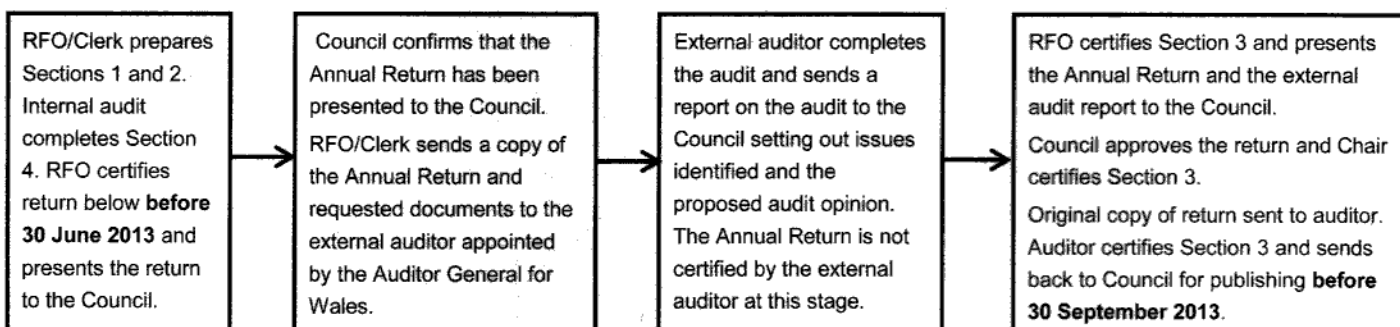 RFO/Clerk prepares
Sections 1 and 2.
Internal audit
completes Section
4. RFO certifies
return below before
30 June 2013 and
presents the return
to the Council.
Council confirms that the
Annual Return has been
presented to the Council.
RFO/Clerk sends a copy of
the Annual Return and
requested documents to the
external auditor appointed
by the Auditor General for
Wales.
External auditor completes
the audit and sends a
report on the audit to the
Council setting out issues
identified and the
proposed audit opinion.
The Annual Return is not
certified by the external
auditor at this stage.
RFO certifies Section 3 and presents
the Annual Return and the external
audit report to the Council.
Council approves the return and Chair
certifies Section 3.
Original copy of return sent to auditor.
Auditor certifies Section 3 and sends
back to Council for publishing before
30 September 2013.